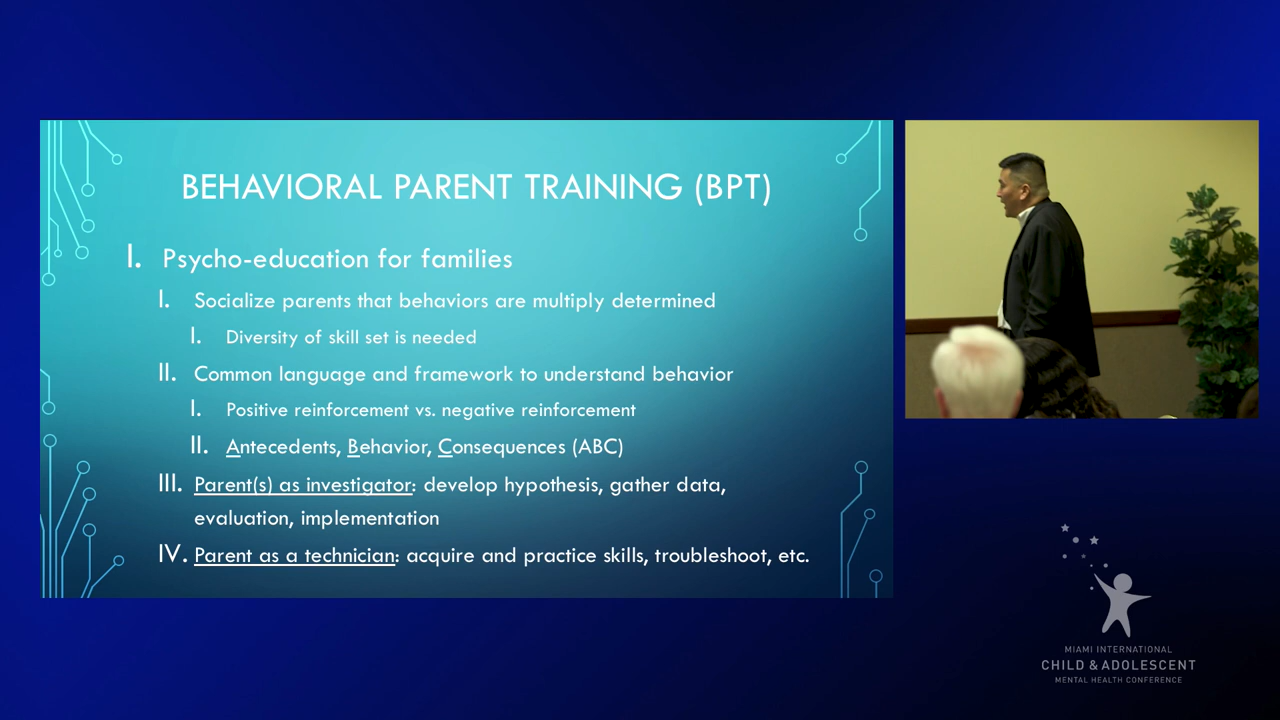 BEHAVIORAL PARENT TRAINING (BPT)
I. Psycho-education for families
I. Socialize parents that behaviors are multiply determined
I. Diversity of skill set is needed
II. Common language and framework to understand behavior
I. Positive reinforcement vs. negative reinforcement
II. Antecedents, Behavior, Consequences (ABC)
III. Parent(s) as investigator: develop hypothesis, gather data,
evaluation, implementation
IV. Parent as a technician: acquire and practice skills, troubleshoot, etc.
MIAMI INTERNATIONAL
CHILD & ADOLESCENT
MENTAL HEALTH CONFERENCE